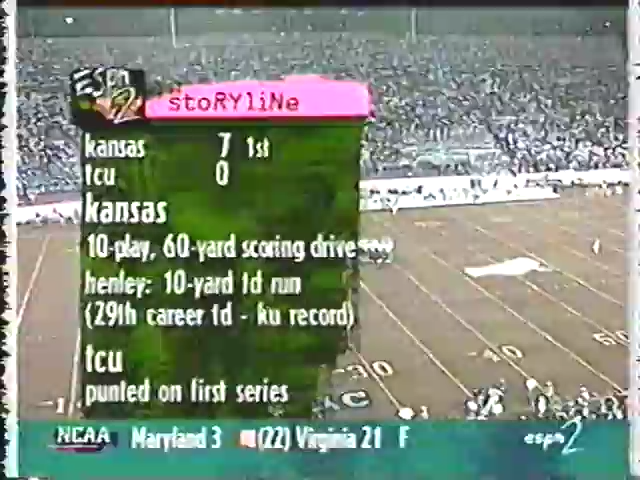 ESPN 2 stoRYliNe
kansas 7 1st
tcu 0
kansas
10-play, 60-yard scoring drive
henley: 10-yard td run
(29th career td - ku record)
tcu
punted on first series
30 40 50
NCAA Maryland 3 (22) Virginia 21 F espn2